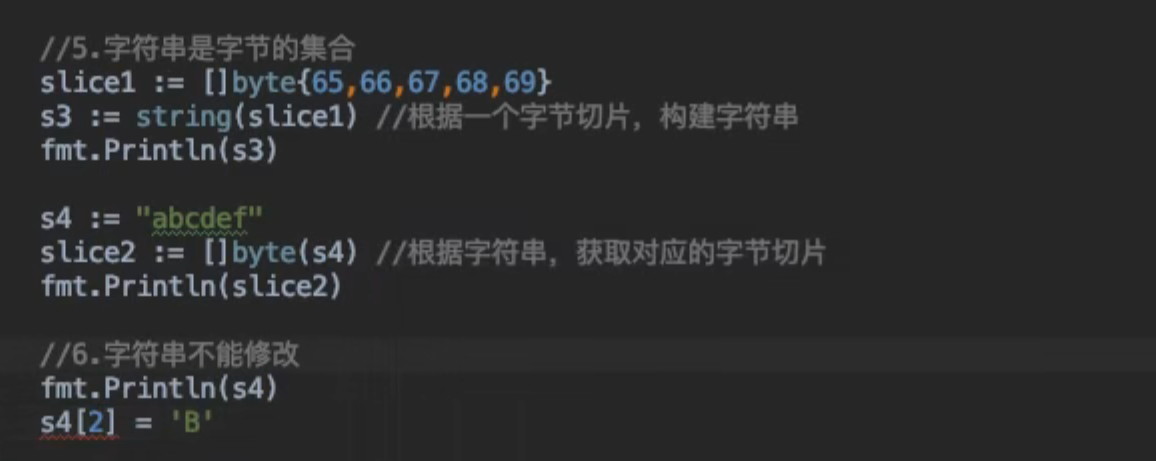 //5.字符串是字节的集合
slice1 := []byte{65,66,67,68,69}
s3 := string(slice1) //根据一个字节切片，构建字符串
fmt.Println(s3)
s4 := "abcdef"
slice2 := []byte(s4) //根据字符串，获取对应的字节切片
fmt.Println(slice2)
//6.字符串不能修改
fmt.Println(s4)
s4[2] = 'B'